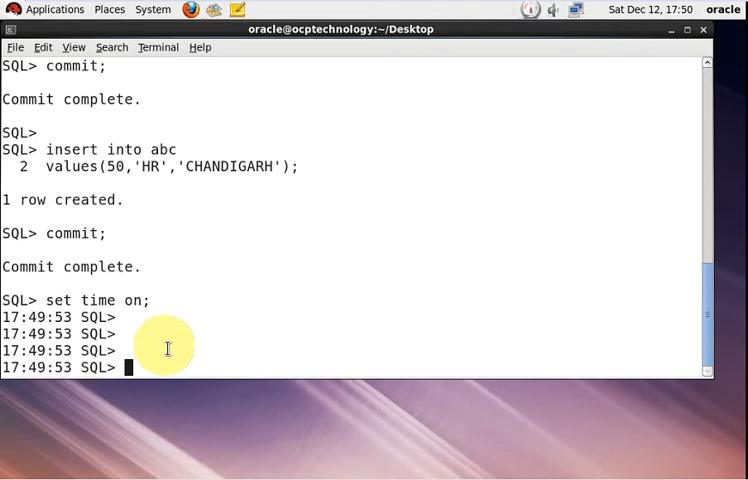 Applications Places System Sat Dec 12, 17:50 oracle
oracle@ocptechnology:~/Desktop
File Edit View Search Terminal Help
SQL> commit;
Commit complete.
SQL>
SQL> insert into abc
2 values(50,'HR','CHANDIGARH');
1 row created.
SQL> commit;
Commit complete.
SQL> set time on;
17:49:53 SQL>
17:49:53 SQL>
17:49:53 SQL>
17:49:53 SQL>